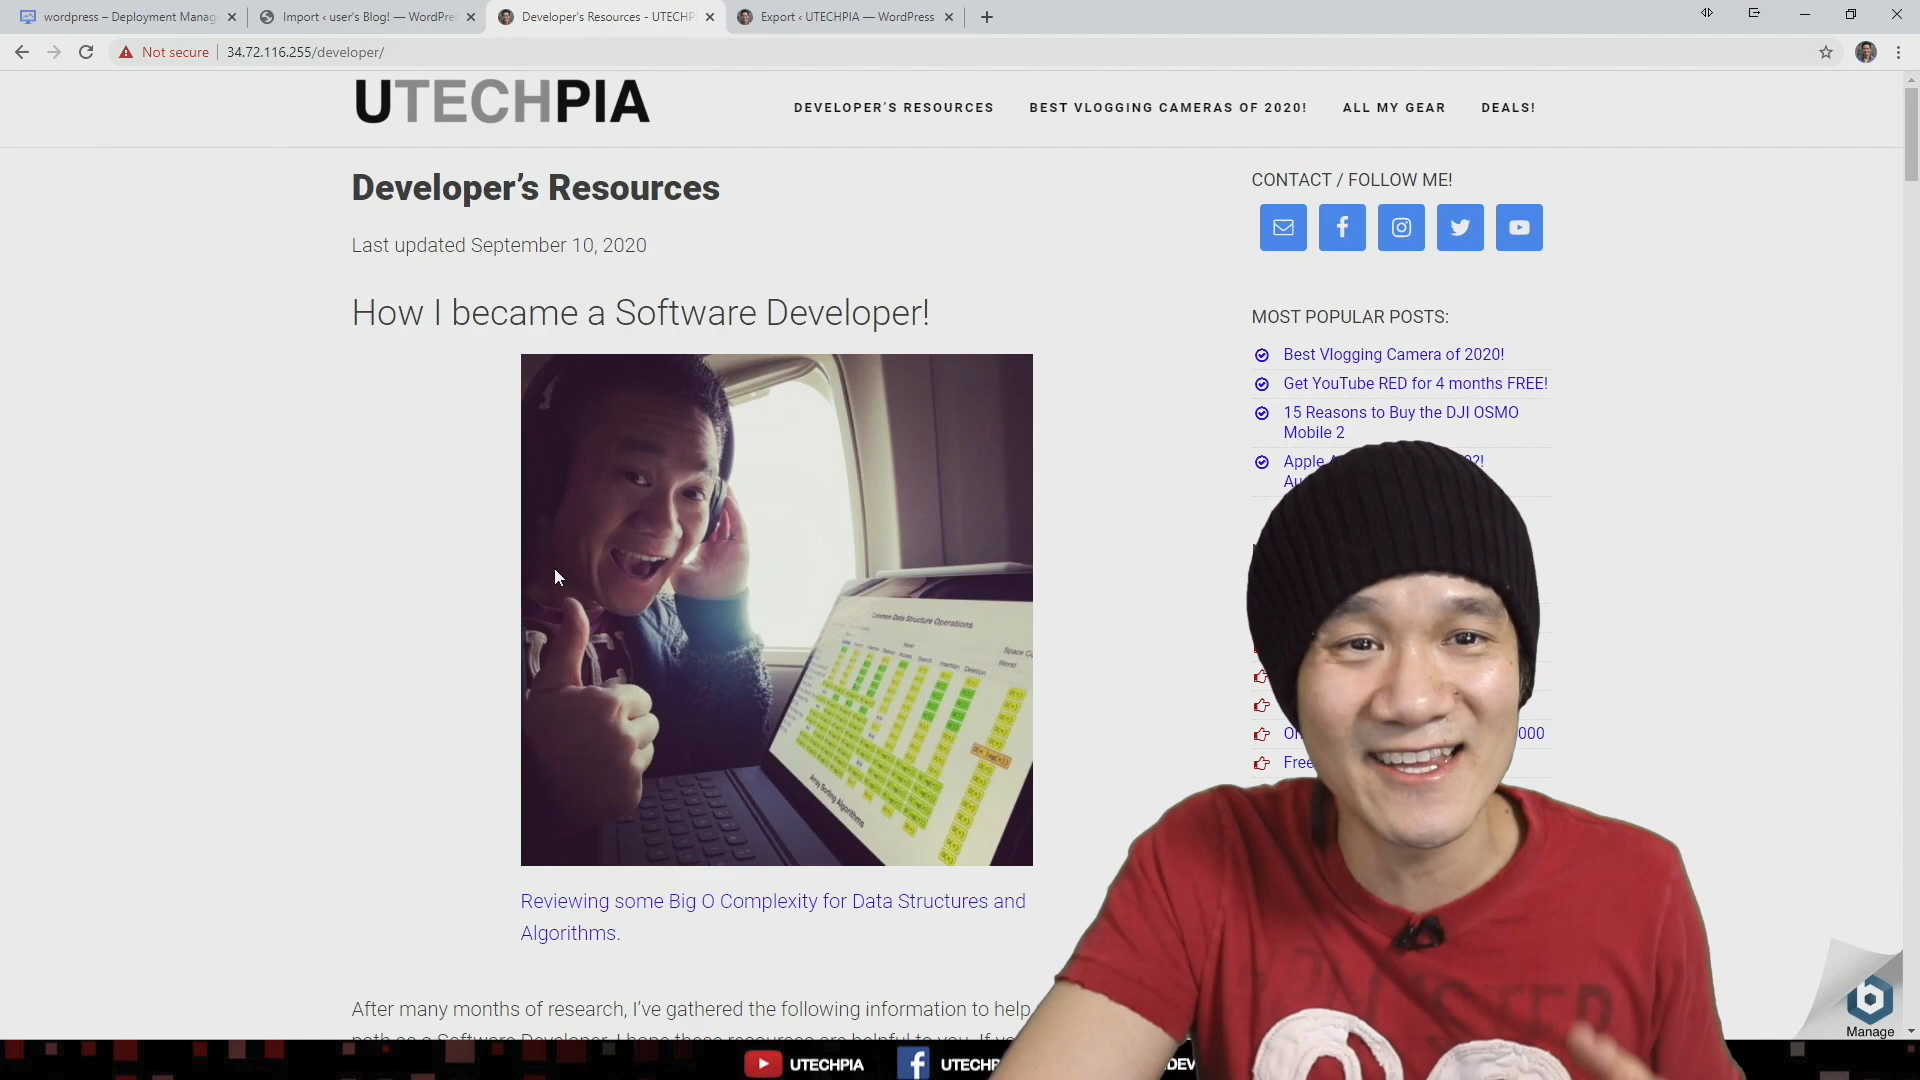 wordpress – Deployment Manag
Import ‹ user's Blog! — WordPre
Developer's Resources - UTECHP
Export ‹ UTECHPIA — WordPress
Not secure
34.72.116.255/developer/
UTECHPIA
DEVELOPER’S RESOURCES
BEST VLOGGING CAMERAS OF 2020!
ALL MY GEAR
DEALS!
Developer’s Resources
Last updated September 10, 2020
How I became a Software Developer!
Common Data Structure Operations
Array Sorting Algorithms
Reviewing some Big O Complexity for Data Structures and
Algorithms.
After many months of research, I’ve gathered the following information to help
CONTACT / FOLLOW ME!
MOST POPULAR POSTS:
Best Vlogging Camera of 2020!
Get YouTube RED for 4 months FREE!
15 Reasons to Buy the DJI OSMO
Mobile 2
Apple
000
Free
Manage
UTECHPIA